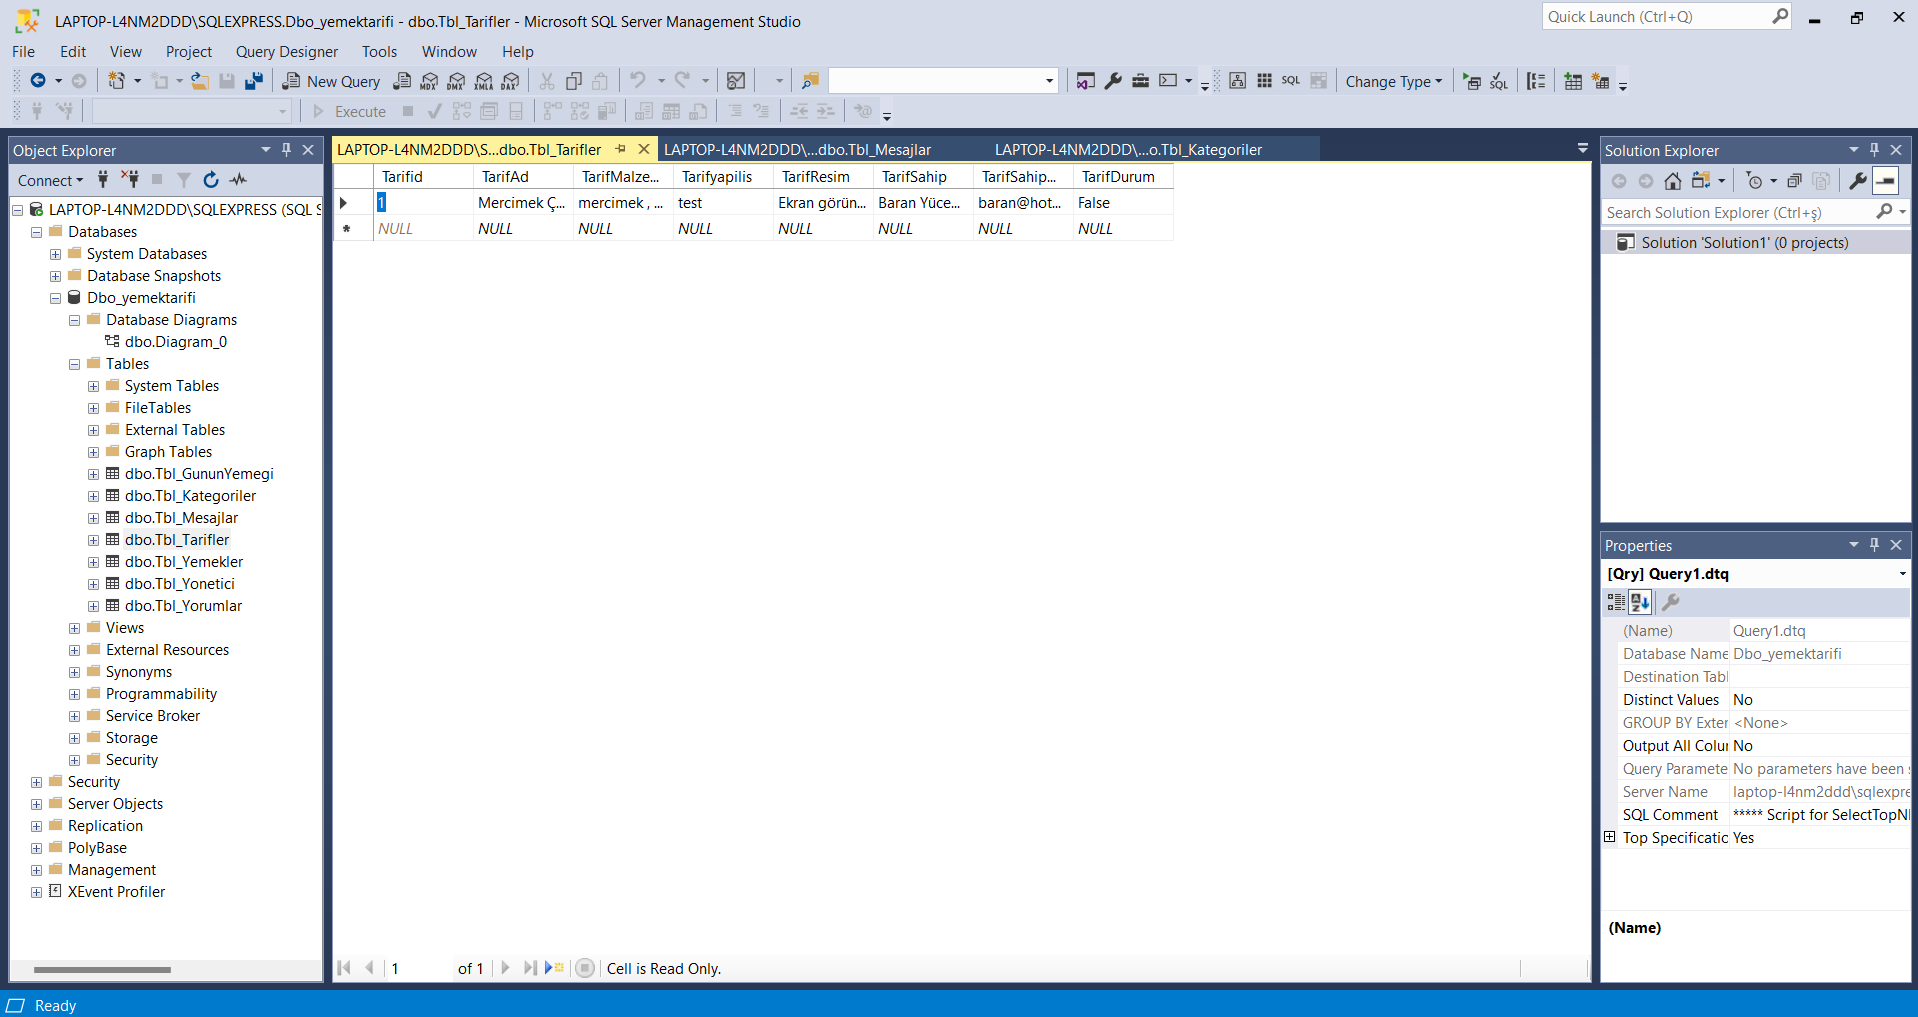 LAPTOP-L4NM2DDD\SQLEXPRESS.Dbo_yemektarifi - dbo.Tbl_Tarifler - Microsoft SQL Server Management Studio
Quick Launch (Ctrl+Q)
File Edit View Project Query Designer Tools Window Help
New Query MDX DMX XMLA DAX SQL Change Type SQL
Execute
Object Explorer
Connect
LAPTOP-L4NM2DDD\SQLEXPRESS (SQL S
Databases
System Databases
Database Snapshots
Dbo_yemektarifi
Database Diagrams
dbo.Diagram_0
Tables
System Tables
FileTables
External Tables
Graph Tables
dbo.Tbl_GununYemegi
dbo.Tbl_Kategoriler
dbo.Tbl_Mesajlar
dbo.Tbl_Tarifler
dbo.Tbl_Yemekler
dbo.Tbl_Yonetici
dbo.Tbl_Yorumlar
Views
External Resources
Synonyms
Programmability
Service Broker
Storage
Security
Security
Server Objects
Replication
PolyBase
Management
XEvent Profiler
LAPTOP-L4NM2DDD\S...dbo.Tbl_Tarifler LAPTOP-L4NM2DDD\...dbo.Tbl_Mesajlar LAPTOP-L4NM2DDD\...o.Tbl_Kategoriler
Tarifid TarifAd TarifMalze... Tarifyapilis TarifResim TarifSahip TarifSahip... TarifDurum
1 Mercimek Ç... mercimek , ... test Ekran görün... Baran Yüce... baran@hot... False
* NULL NULL NULL NULL NULL NULL NULL NULL
1 of 1 Cell is Read Only.
Solution Explorer
Search Solution Explorer (Ctrl+ş)
Solution 'Solution1' (0 projects)
Properties
[Qry] Query1.dtq
(Name) Query1.dtq
Database Name Dbo_yemektarifi
Destination Tabl
Distinct Values No
GROUP BY Exter <None>
Output All Colur No
Query Paramete No parameters have been s
Server Name laptop-l4nm2ddd\sqlexpre
SQL Comment ***** Script for SelectTopN
Top Specificatio Yes
(Name)
Ready